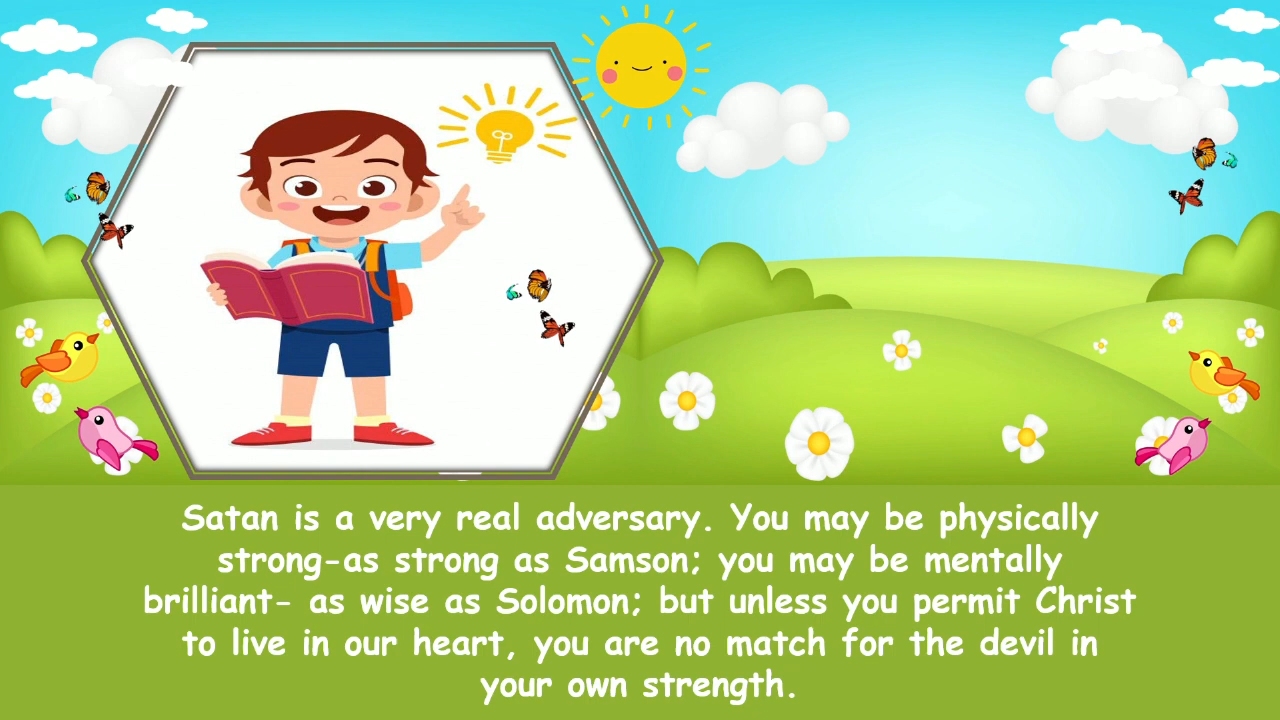 Satan is a very real adversary. You may be physically
strong-as strong as Samson; you may be mentally
brilliant- as wise as Solomon; but unless you permit Christ
to live in our heart, you are no match for the devil in
your own strength.